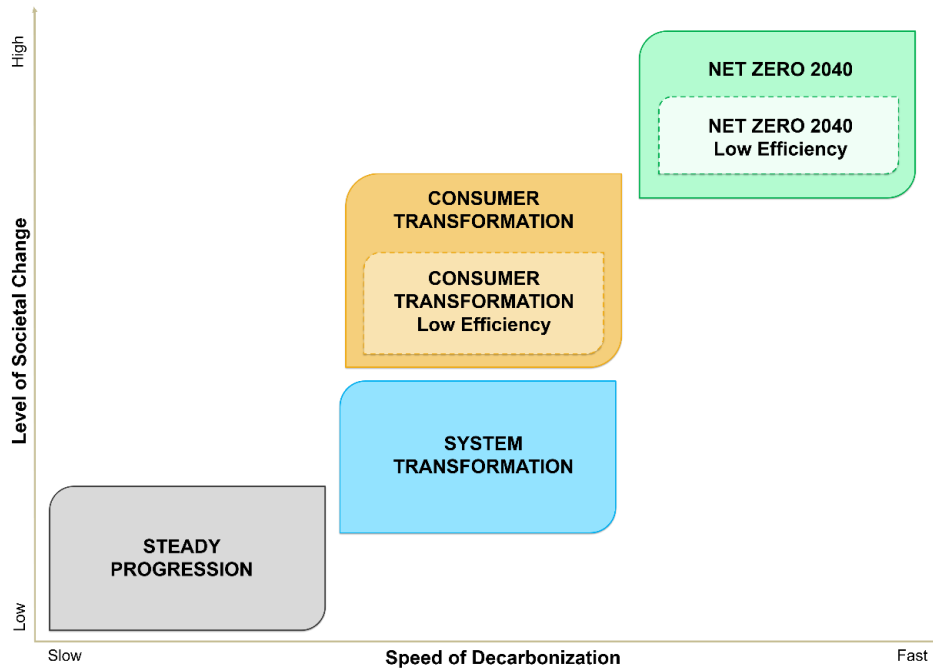 High
NET ZERO 2040
NET ZERO 2040
Low Efficiency
CONSUMER
TRANSFORMATION
CONSUMER
TRANSFORMATION
Low Efficiency
Level of Societal Change
SYSTEM
TRANSFORMATION
STEADY
PROGRESSION
Low
Slow
Speed of Decarbonization
Fast